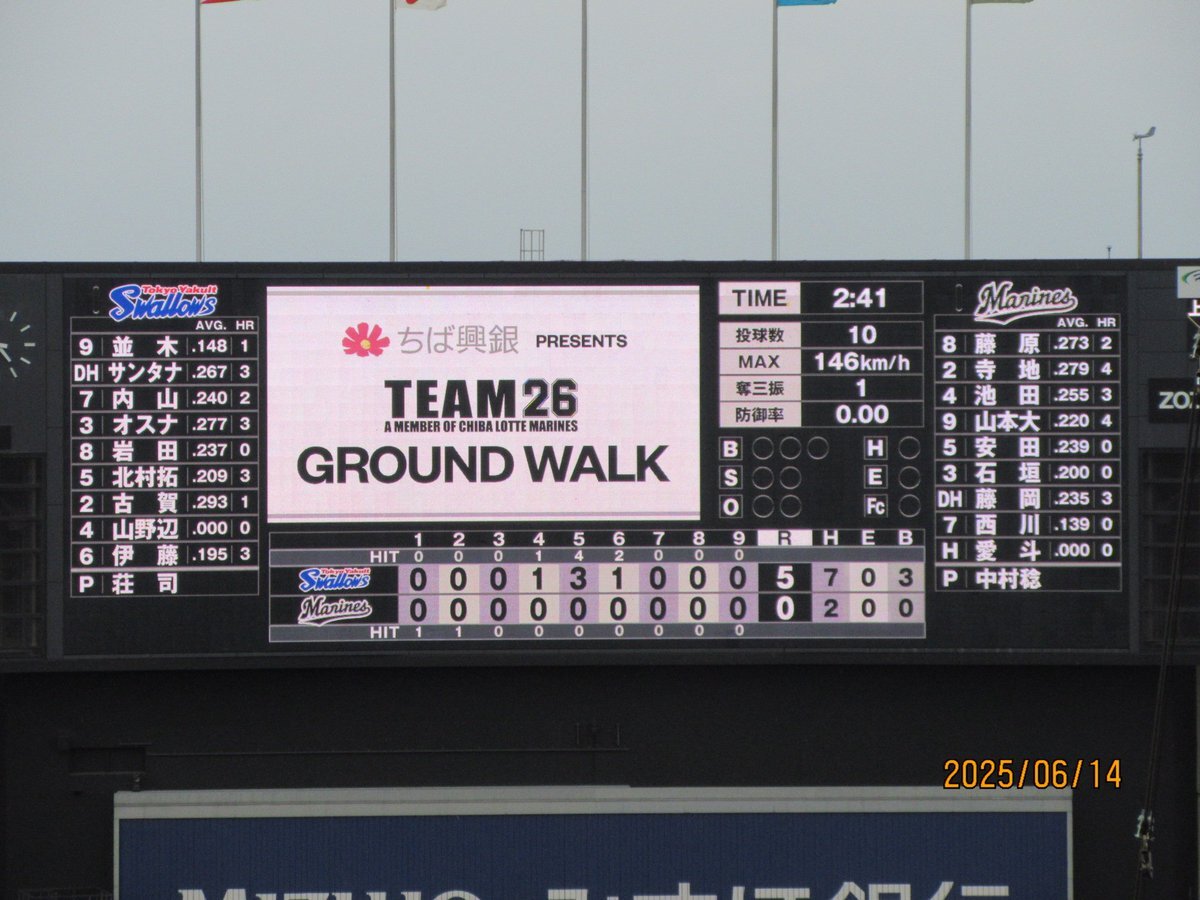 Tokyo Yakult
Swallows
AVG. HR
9 並木 .148 1
DH サンタナ .267 3
7 内山 .240 2
3 オスナ .277 3
8 岩田 .237 0
5 北村拓 .209 3
2 古賀 .293 1
4 山野辺 .000 0
6 伊藤 .195 3
P 荘司
ちば興銀 PRESENTS
TEAM 26
A MEMBER OF CHIBA LOTTE MARINES
GROUND WALK
TIME 2:41
投球数 10
MAX 146km/h
奪三振 1
防御率 0.00
B H
S E
O Fc
Marines
AVG. HR
8 藤原 .273 2
2 寺地 .279 4
4 池田 .255 3
9 山本大 .220 4
5 安田 .239 0
3 石垣 .200 0
DH 藤岡 .235 3
7 西川 .139 0
H 愛斗 .000 0
P 中村稔
1 2 3 4 5 6 7 8 9 R H E B
HIT 0 0 0 1 4 2 0 0 0
Tokyo Yakult
Swallows 0 0 0 1 3 1 0 0 0 5 7 0 3
Marines 0 0 0 0 0 0 0 0 0 0 2 0 0
HIT 1 1 0 0 0 0 0 0 0
2025/06/14
みずほ銀行